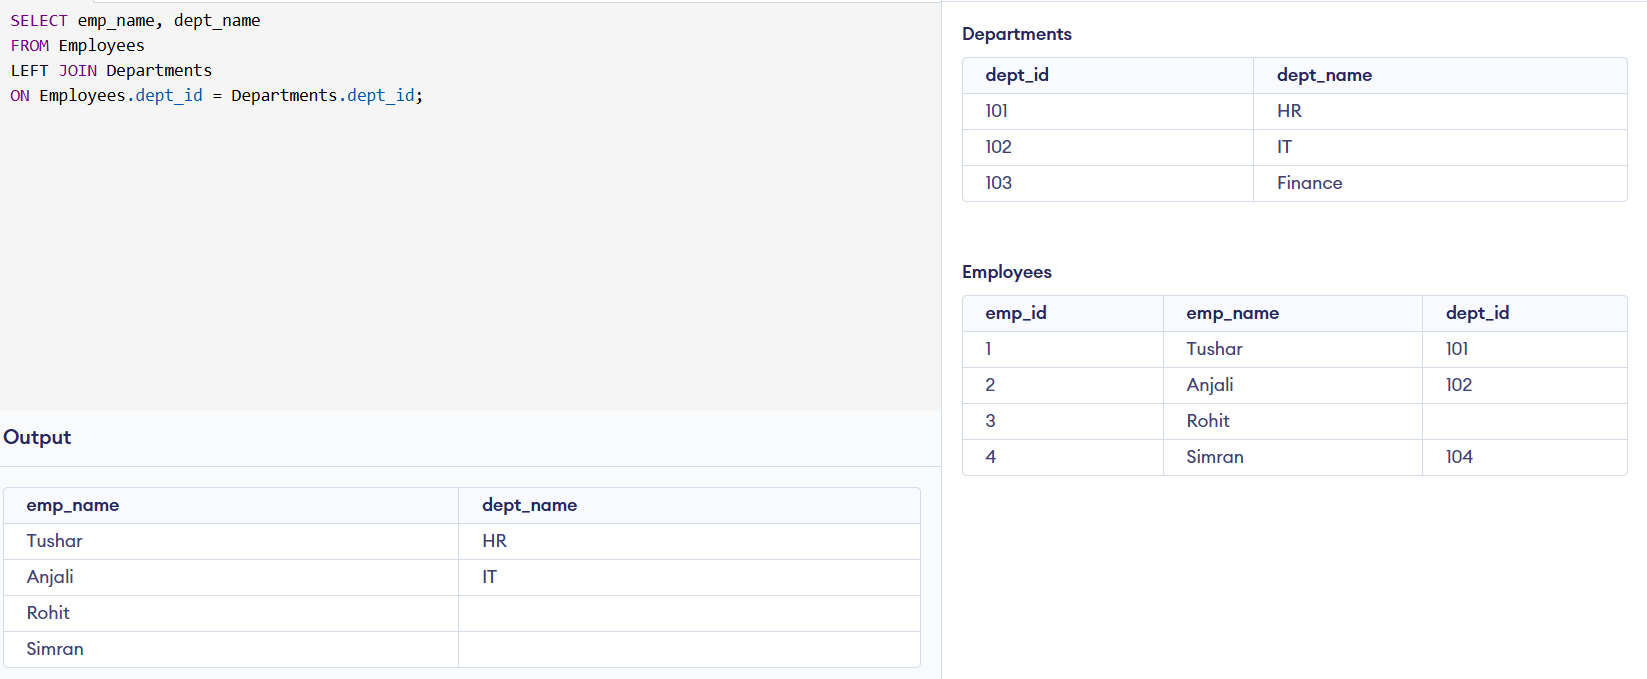 SELECT emp_name, dept_name
FROM Employees
LEFT JOIN Departments
ON Employees.dept_id = Departments.dept_id;
Output
emp_name dept_name
Tushar HR
Anjali IT
Rohit
Simran
Departments
dept_id dept_name
101 HR
102 IT
103 Finance
Employees
emp_id emp_name dept_id
1 Tushar 101
2 Anjali 102
3 Rohit
4 Simran 104